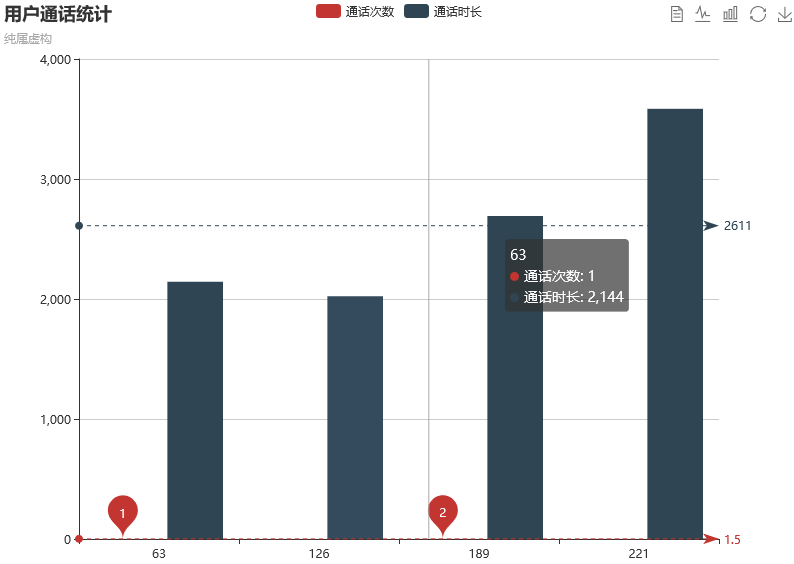 用户通话统计
纯属虚构
通话次数
通话时长
4,000
3,000
2,000
1,000
0
2611
63
通话次数: 1
通话时长: 2,144
1
2
1.5
63
126
189
221